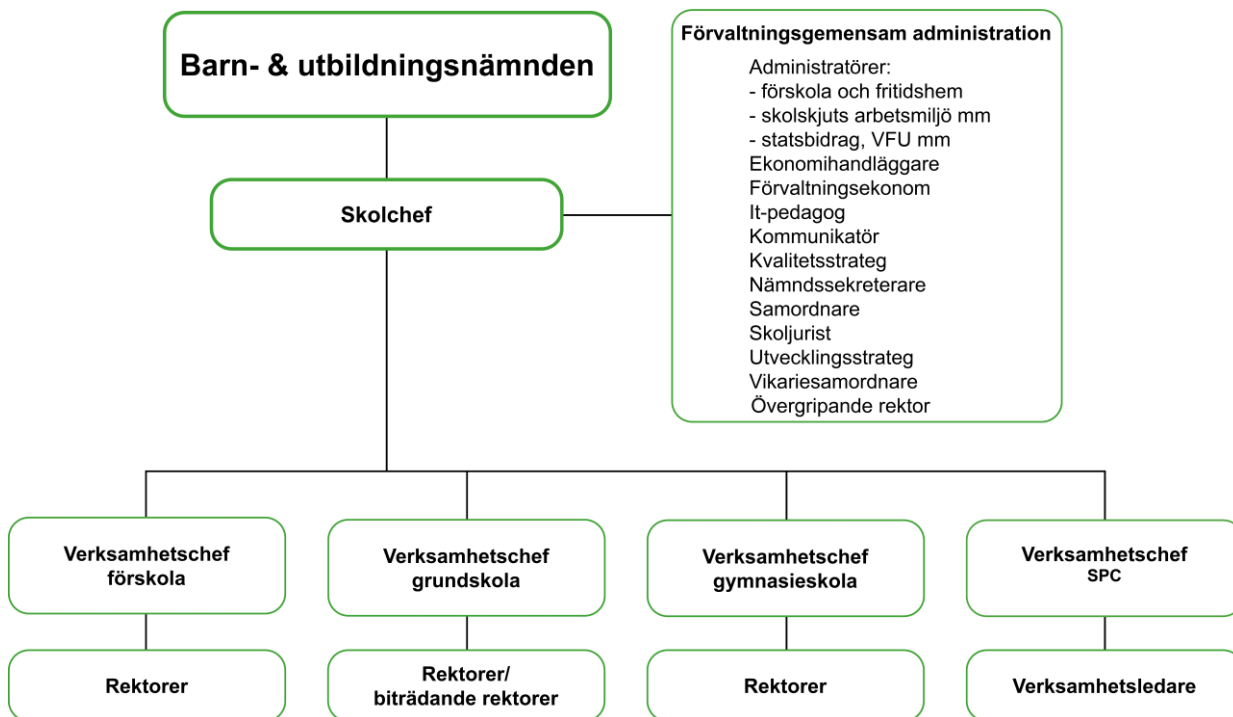 Barn- & utbildningsnämnden
Skolchef
Förvaltningsgemensam administration
Administratörer:
- förskola och fritidshem
- skolskjuts arbetsmiljö mm
- statsbidrag, VFU mm
Ekonomihandläggare
Förvaltningsekonom
It-pedagog
Kommunikatör
Kvalitetsstrateg
Nämndssekreterare
Samordnare
Skoljurist
Utvecklingsstrateg
Vikariesamordnare
Övergripande rektor
Verksamhetschef
förskola
Verksamhetschef
grundskola
Verksamhetschef
gymnasieskola
Verksamhetschef
SPC
Rektorer
Rektorer/
biträdande rektorer
Rektorer
Verksamhetsledare